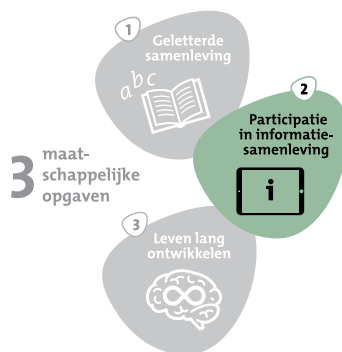 1
Geletterde
samenleving
abc
2
Participatie
in informatie-
samenleving
i
3
maat-
schappelijke
opgaven
3
Leven lang
ontwikkelen